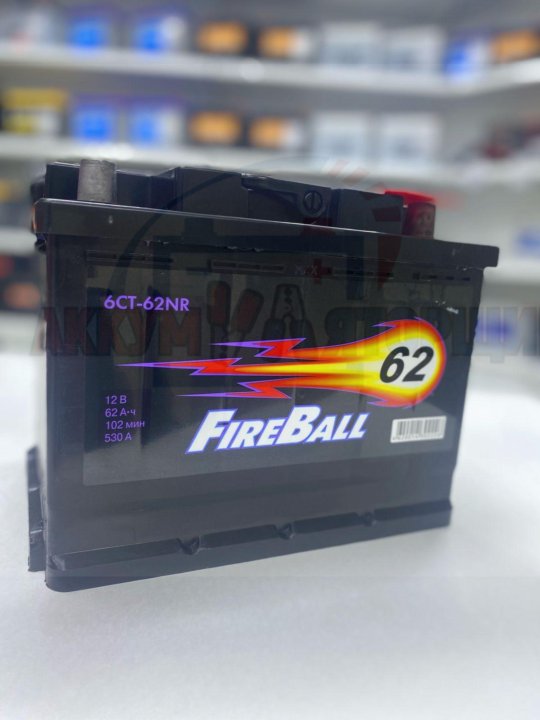 6СТ-62NR
62
12 В
62 А•ч
102 мин
530 А
FIREBALL